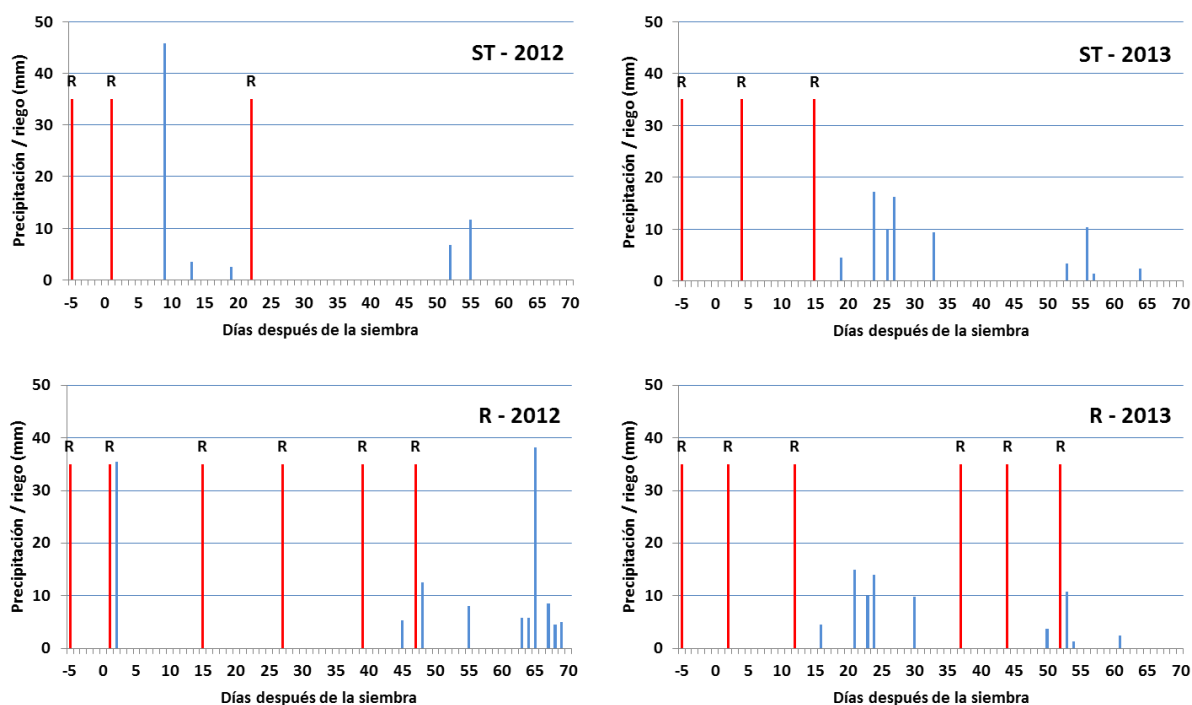 ST - 2012
Precipitación / riego (mm)
50
40
30
20
10
0
R R R
-5 0 5 10 15 20 25 30 35 40 45 50 55 60 65 70
Días después de la siembra
ST - 2013
Precipitación / riego (mm)
50
40
30
20
10
0
R R R
-5 0 5 10 15 20 25 30 35 40 45 50 55 60 65 70
Días después de la siembra
R - 2012
Precipitación / riego (mm)
50
40
30
20
10
0
R R R R R R
-5 0 5 10 15 20 25 30 35 40 45 50 55 60 65 70
Días después de la siembra
R - 2013
Precipitación / riego (mm)
50
40
30
20
10
0
R R R R R R
-5 0 5 10 15 20 25 30 35 40 45 50 55 60 65 70
Días después de la siembra